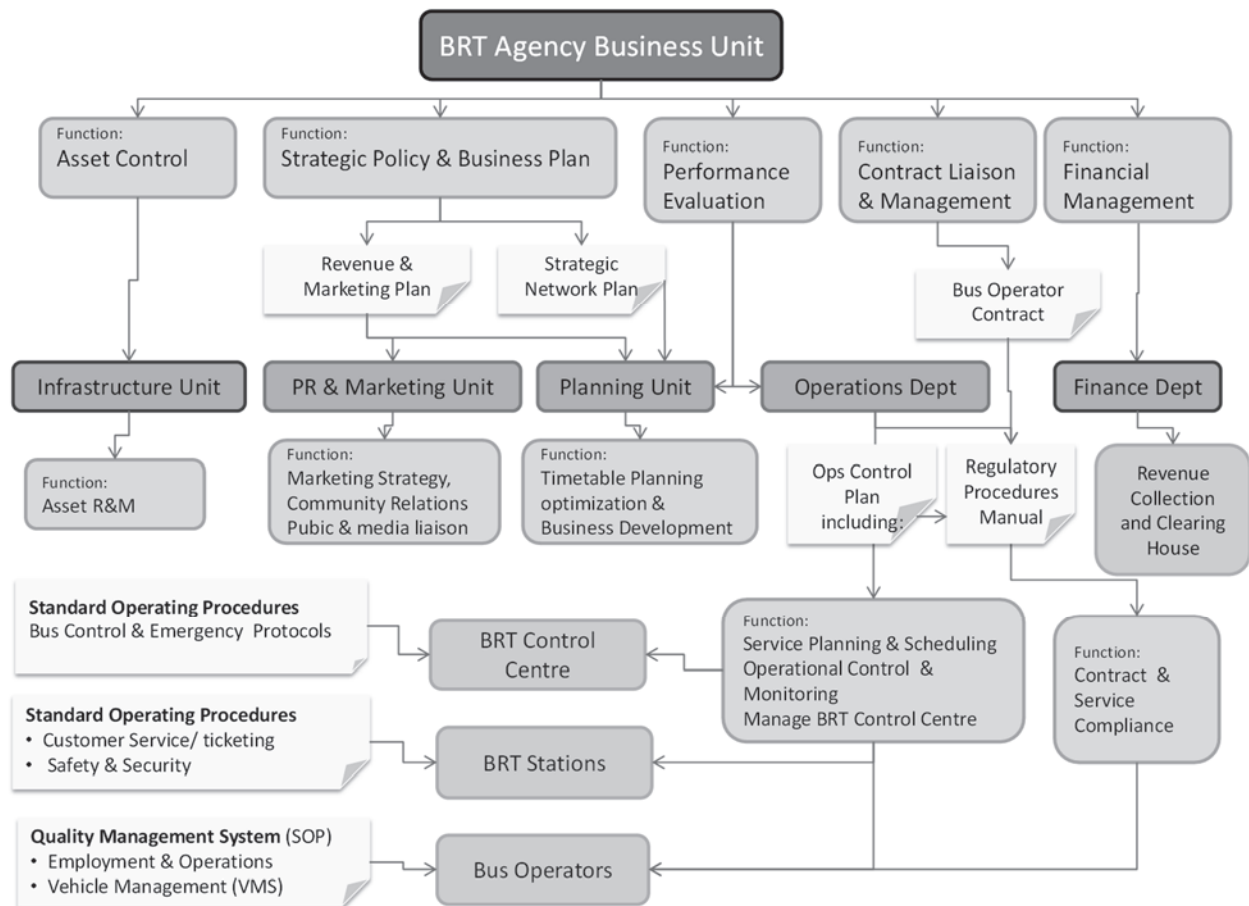 BRT Agency Business Unit
Function:
Asset Control
Function:
Strategic Policy & Business Plan
Function:
Performance
Evaluation
Function:
Contract Liaison
& Management
Function:
Financial
Management
Revenue &
Marketing Plan
Strategic
Network Plan
Bus Operator
Contract
Infrastructure Unit
PR & Marketing Unit
Planning Unit
Operations Dept
Finance Dept
Function:
Asset R&M
Function:
Marketing Strategy,
Community Relations
Pubic & media liaison
Function:
Timetable Planning
optimization &
Business Development
Ops Control
Plan
including:
Regulatory
Procedures
Manual
Revenue
Collection
and Clearing
House
Standard Operating Procedures
Bus Control & Emergency Protocols
BRT Control
Centre
Function:
Service Planning & Scheduling
Operational Control &
Monitoring
Manage BRT Control Centre
Function:
Contract &
Service
Compliance
Standard Operating Procedures
• Customer Service/ ticketing
• Safety & Security
BRT Stations
Quality Management System (SOP)
• Employment & Operations
• Vehicle Management (VMS)
Bus Operators